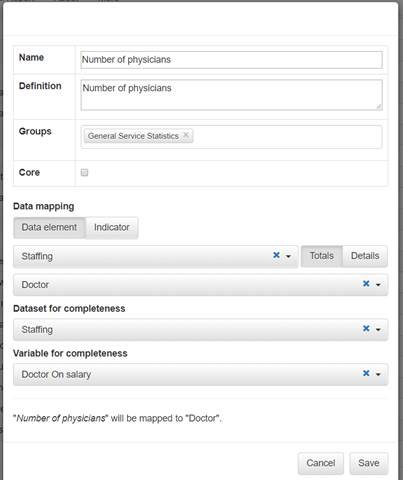 Name
Number of physicians
Definition
Number of physicians
Groups
General Service Statistics ×
Core
Data mapping
Data element Indicator
Staffing × Totals Details
Doctor ×
Dataset for completeness
Staffing ×
Variable for completeness
Doctor On salary ×
"Number of physicians" will be mapped to "Doctor".
Cancel Save